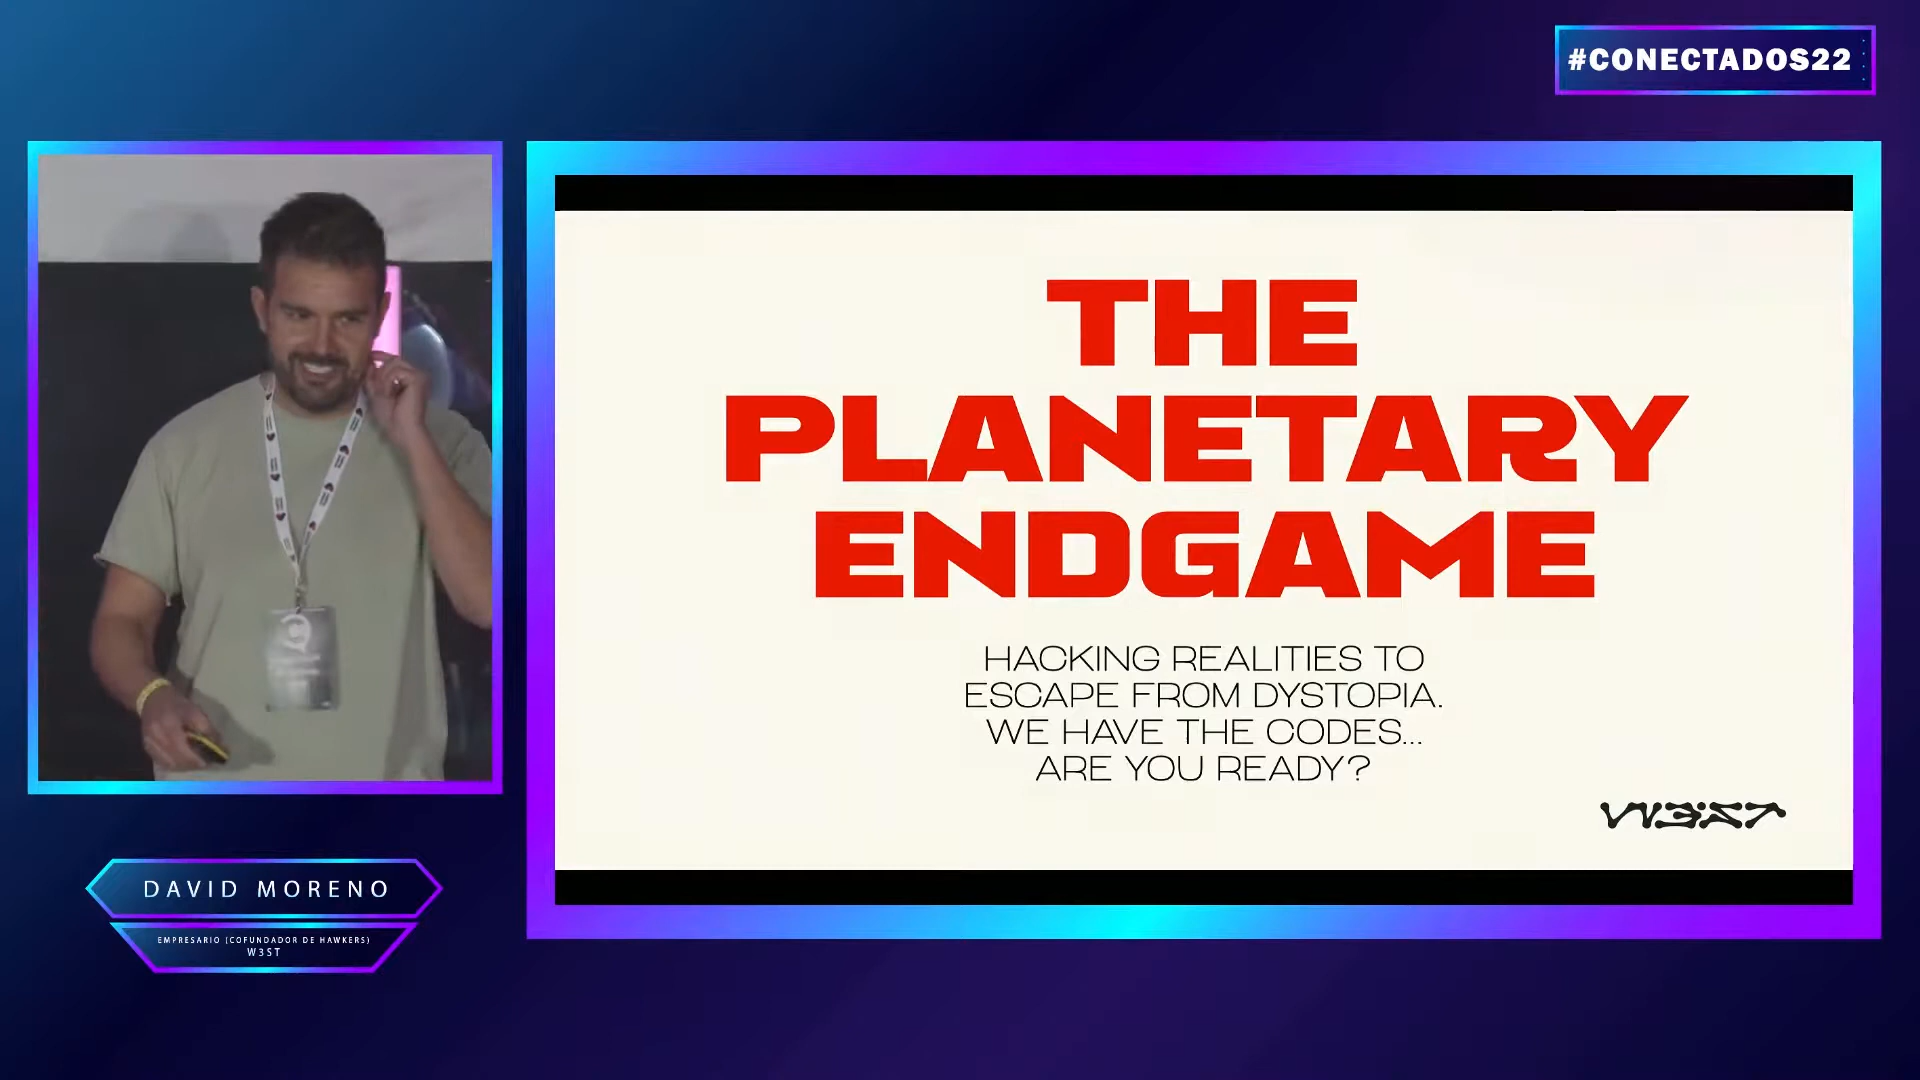 #CONECTADOS22
THE
PLANETARY
ENDGAME
HACKING REALITIES TO
ESCAPE FROM DYSTOPIA.
WE HAVE THE CODES...
ARE YOU READY?
W3ST
DAVID MORENO
EMPRESARIO (COFUNDADOR DE HAWKERS)
W3ST